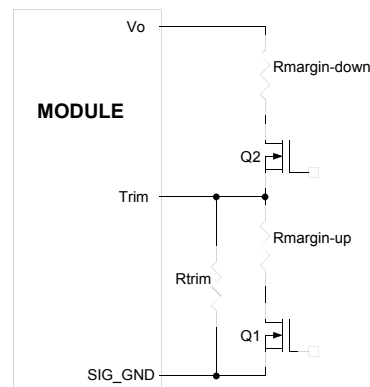 Vo
Rmargin-down
MODULE
Q2
Trim
Rmargin-up
Rtrim
Q1
SIG_GND